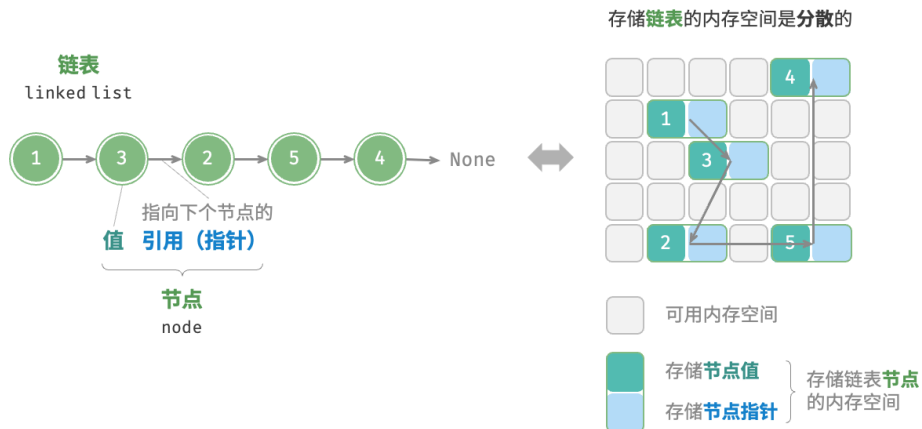 存储链表的内存空间是分散的
链表
linked list
1 3 2 5 4 None
指向下个节点的
值 引用（指针）
节点
node
4
1
3
2 5
可用内存空间
存储节点值
存储节点指针
存储链表节点
的内存空间